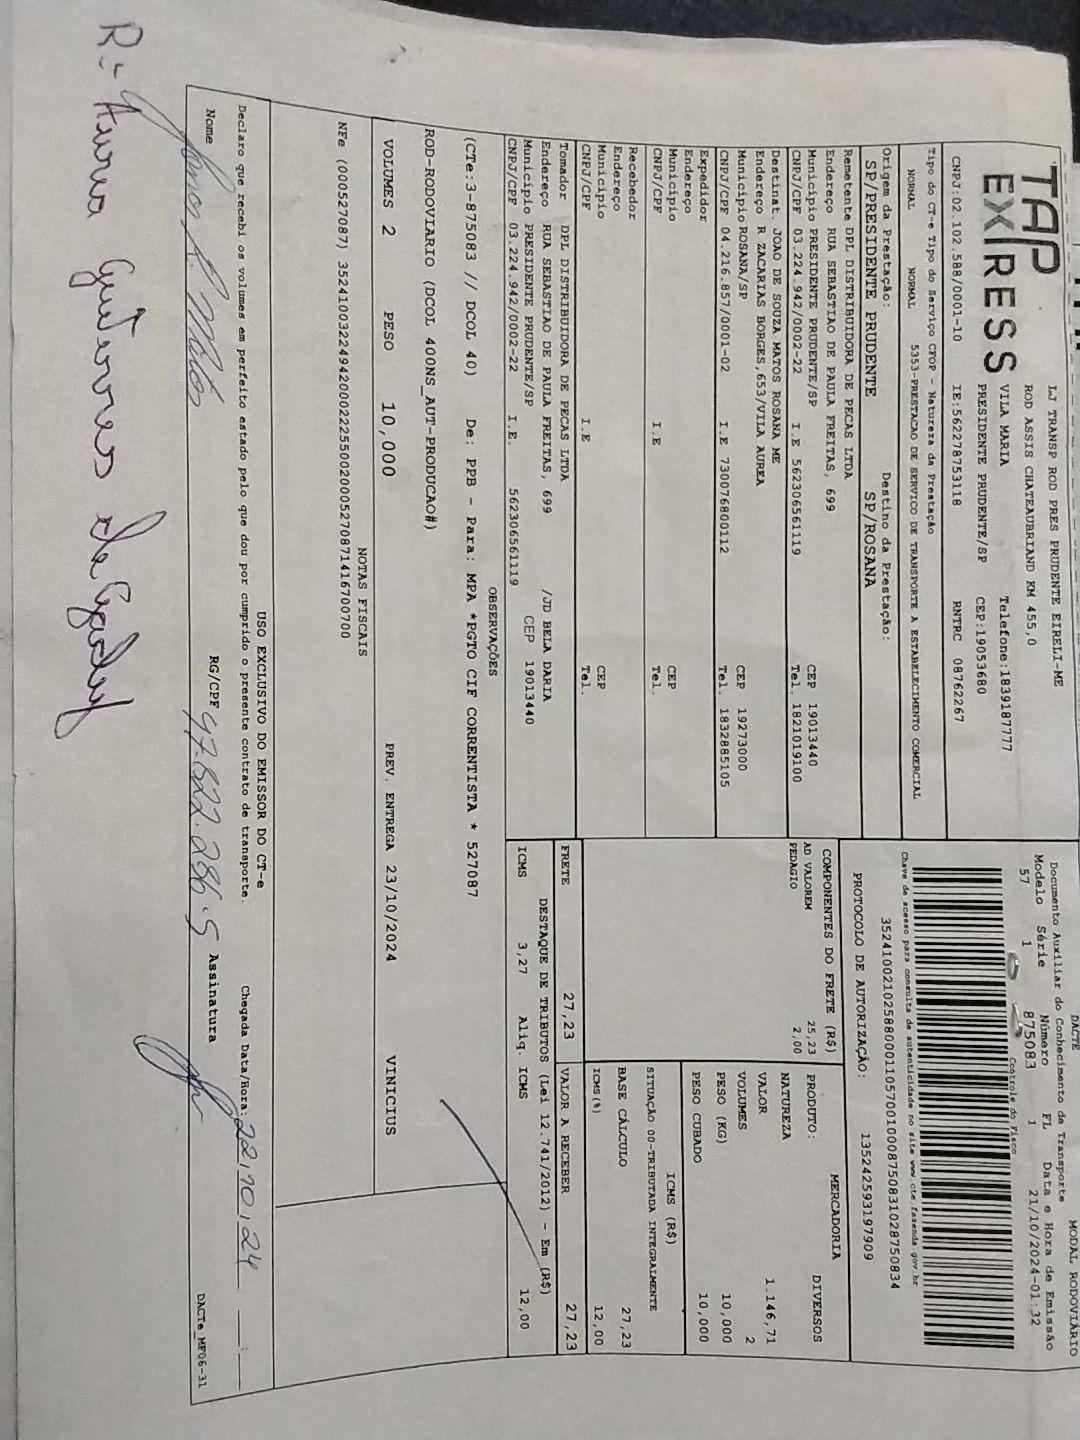 TAP
EXPRESS
LJ TRANSP ROD PRES PRUDENTE EIRELI-ME
ROD ASSIS CHATEAUBRIAND KM 455,0
VILA MARIA Telefone:1839187777
PRESIDENTE PRUDENTE/SP CEP:19053680
CNPJ:02.102.588/0001-10 IE:562278753118 RNTRC 08762267
Tipo do CT-e Tipo do Serviço CFOP - Natureza da Prestação
NORMAL NORMAL 5353-PRESTACAO DE SERVICO DE TRANSPORTE A ESTABELECIMENTO COMERCIAL
Origem da Prestação: Destino da Prestação:
SP/PRESIDENTE PRUDENTE SP/ROSANA
Remetente DPL DISTRIBUIDORA DE PECAS LTDA
Endereço RUA SEBASTIAO DE PAULA FREITAS, 699
Município PRESIDENTE PRUDENTE/SP CEP 19013440
CNPJ/CPF 03.224.942/0002-22 I.E 562306561119 Tel. 1821019100
Destinat. JOAO DE SOUZA MATOS ROSANA ME
Endereço R ZACARIAS BORGES,653/VILA AUREA
Município ROSANA/SP CEP 19273000
CNPJ/CPF 04.216.857/0001-02 I.E 730076800112 Tel. 1832885105
Expedidor
Endereço
Município CEP
CNPJ/CPF I.E Tel.
Recebedor
Endereço
Município CEP
CNPJ/CPF I.E Tel.
Tomador DPL DISTRIBUIDORA DE PECAS LTDA
Endereço RUA SEBASTIAO DE PAULA FREITAS, 699 /JD BELA DARIA
Município PRESIDENTE PRUDENTE/SP CEP 19013440
CNPJ/CPF 03.224.942/0002-22 I.E. 562306561119
DACTE MODAL RODOVIÁRIO
Documento Auxiliar do Conhecimento de Transporte
Modelo Série Número FL Data e Hora de Emissão
57 1 875083 1 21/10/2024-01:32
Controle do Fisco
Chave de acesso para consulta de autenticidade no site www.cte.fazenda.gov.br
35241002102588000110570010008750831028750834
PROTOCOLO DE AUTORIZAÇÃO: 135242593197909
COMPONENTES DO FRETE (R$)
AD VALOREM 25,23
PEDAGIO 2,00
MERCADORIA
PRODUTO: DIVERSOS
NATUREZA
VALOR 1.146,71
VOLUMES 2
PESO (KG) 10,000
PESO CUBADO 10,000
ICMS (R$)
SITUAÇÃO 00-TRIBUTADA INTEGRALMENTE
BASE CÁLCULO 27,23
ICMS(%) 12,00
FRETE 27,23 VALOR A RECEBER 27,23
DESTAQUE DE TRIBUTOS (Lei 12.741/2012) - Em (R$)
ICMS 3,27 Aliq. ICMS 12,00
OBSERVAÇÕES
(CTe:3-875083 // DCOL 40) De: PPB - Para: MPA *PGTO CIF CORRENTISTA * 527087
ROD-RODOVIARIO (DCOL 400NS_AUT-PRODUCAO#)
VOLUMES 2 PESO 10,000 PREV. ENTREGA 23/10/2024 VINICIUS
NOTAS FISCAIS
NFe (000527087) 35241003224942000222550020005270871416700700
USO EXCLUSIVO DO EMISSOR DO CT-e
Declaro que recebi os volumes em perfeito estado pelo que dou por cumprido o presente contrato de transporte. Chegada Data/Hora: 22,10,24
Nome RG/CPF 47.822.286-5 Assinatura
DACTe_MF06-31
R: